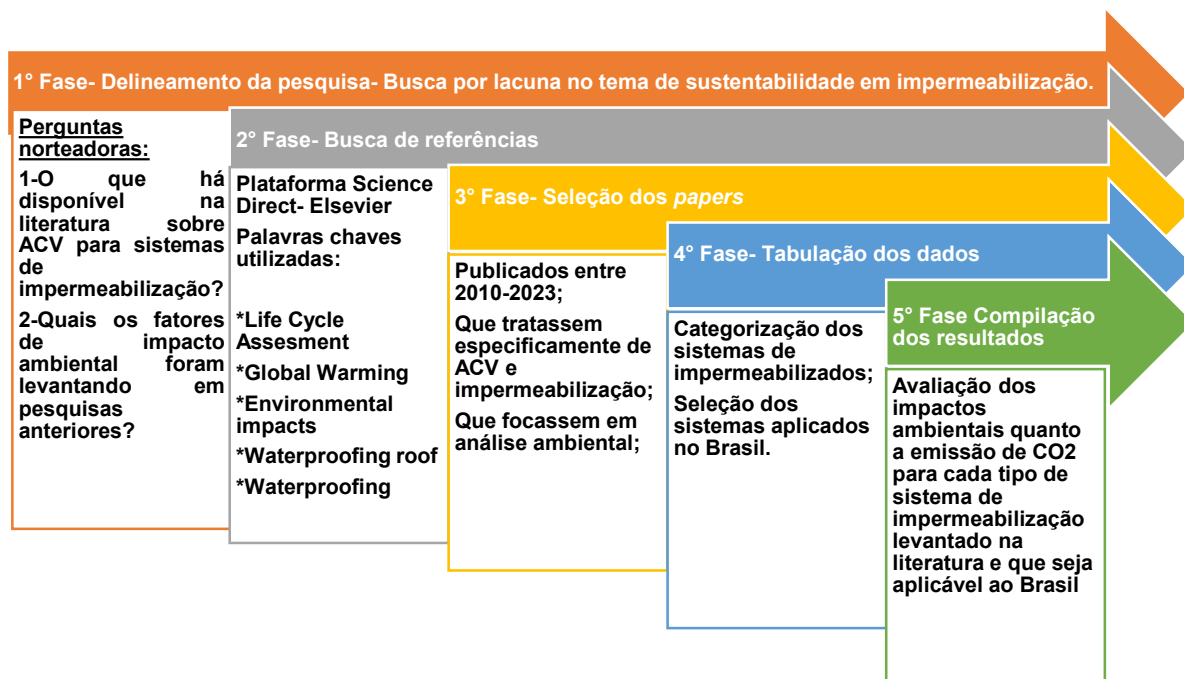 1° Fase- Delineamento da pesquisa- Busca por lacuna no tema de sustentabilidade em impermeabilização.
Perguntas
norteadoras:
1-O que há
disponível na
literatura sobre
ACV para sistemas
de
impermeabilização?
2-Quais os fatores
de impacto
ambiental foram
levantando em
pesquisas
anteriores?
2° Fase- Busca de referências
Plataforma Science
Direct- Elsevier
Palavras chaves
utilizadas:
*Life Cycle
Assesment
*Global Warming
*Environmental
impacts
*Waterproofing roof
*Waterproofing
3° Fase- Seleção dos papers
Publicados entre
2010-2023;
Que tratassem
especificamente de
ACV e
impermeabilização;
Que focassem em
análise ambiental;
4° Fase- Tabulação dos dados
Categorização dos
sistemas de
impermeabilizados;
Seleção dos
sistemas aplicados
no Brasil.
5° Fase Compilação
dos resultados
Avaliação dos
impactos
ambientais quanto
a emissão de CO2
para cada tipo de
sistema de
impermeabilização
levantado na
literatura e que seja
aplicável ao Brasil